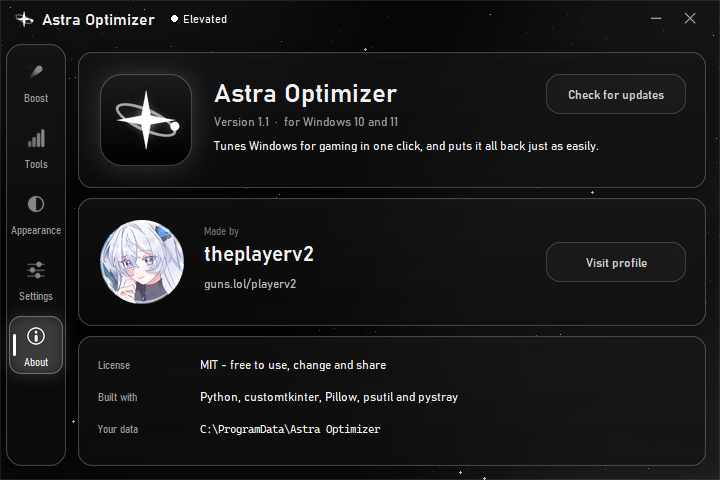 Astra Optimizer
Elevated
Boost
Tools
Appearance
Settings
About
Astra Optimizer
Version 1.1 · for Windows 10 and 11
Tunes Windows for gaming in one click, and puts it all back just as easily.
Check for updates
Made by
theplayerv2
guns.lol/playerv2
Visit profile
License
MIT - free to use, change and share
Built with
Python, customtkinter, Pillow, psutil and pystray
Your data
C:\ProgramData\Astra Optimizer